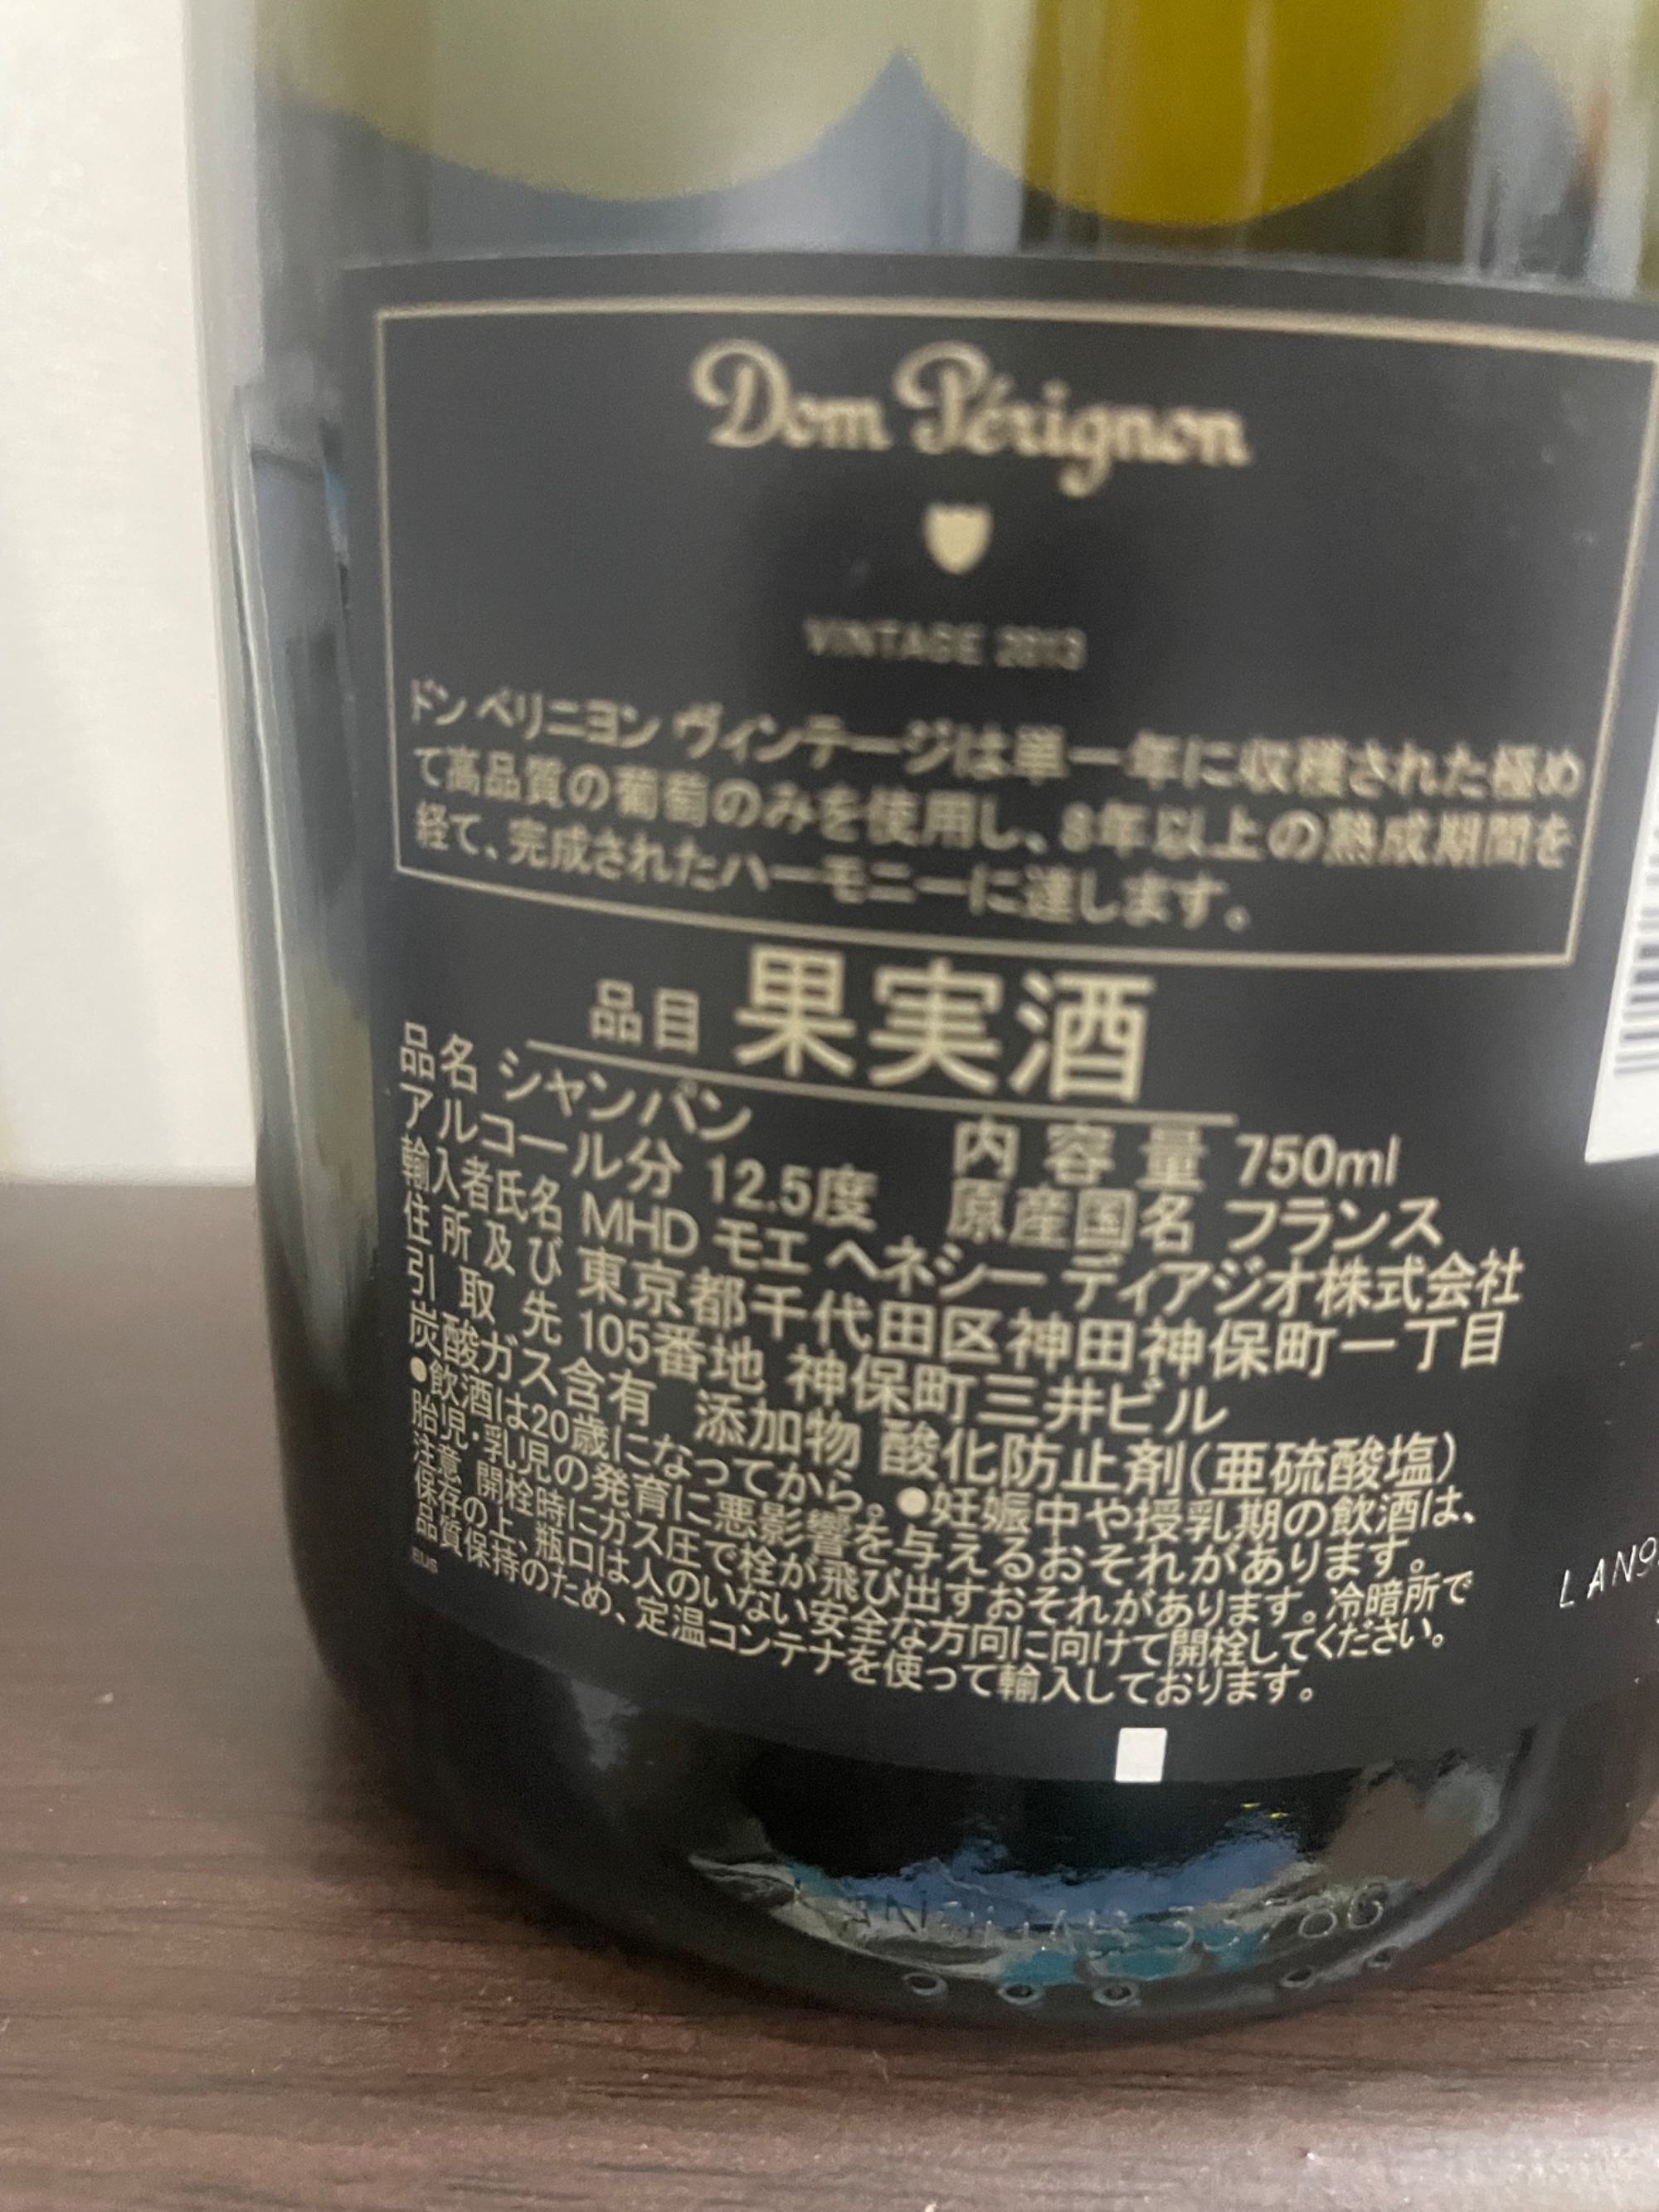 Dom Pérignon
VINTAGE 2013
ドン ペリニヨン ヴィンテージは単一年に収穫された極め
て高品質の葡萄のみを使用し、8年以上の熟成期間を
経て、完成されたハーモニーに達します。
品目 果実酒
品名 シャンパン 内容量 750ml
アルコール分 12.5度 原産国名 フランス
輸入者氏名 MHD モエ ヘネシー ディアジオ株式会社
住所及び 東京都千代田区神田神保町一丁目
引取先 105番地 神保町三井ビル
炭酸ガス含有 添加物 酸化防止剤(亜硫酸塩)
●飲酒は20歳になってから。●妊娠中や授乳期の飲酒は、
胎児・乳児の発育に悪影響を与えるおそれがあります。
注意 開栓時にガス圧で栓が飛び出すおそれがあります。冷暗所で
保存の上、瓶口は人のいない安全な方向に向けて開栓してください。
品質保持のため、定温コンテナを使って輸入しております。